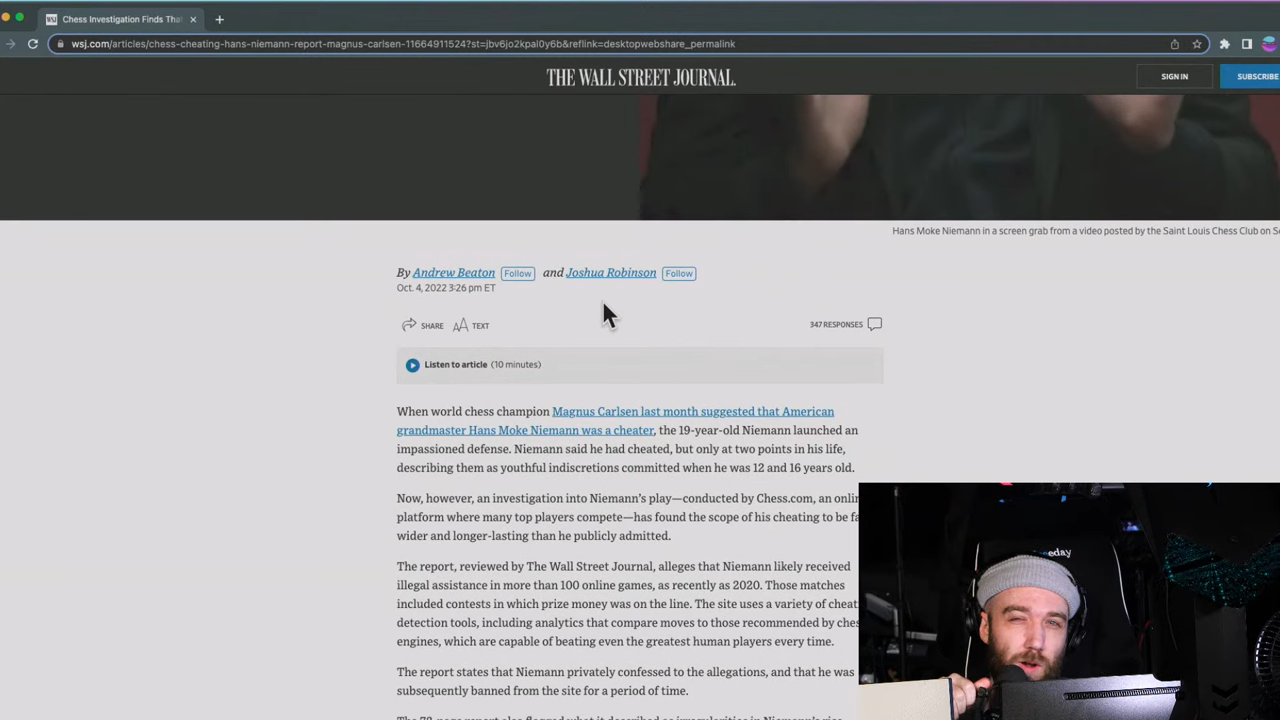 Chess Investigation Finds That
wsj.com/articles/chess-cheating-hans-niemann-report-magnus-carlsen-11664911524?st=jbv6jo2kpal0y6b&reflink=desktopwebshare_permalink
THE WALL STREET JOURNAL.
SIGN IN
SUBSCRIBE
Hans Moke Niemann in a screen grab from a video posted by the Saint Louis Chess Club on
By Andrew Beaton Follow and Joshua Robinson Follow
Oct. 4, 2022 3:26 pm ET
SHARE AA TEXT
347 RESPONSES
Listen to article (10 minutes)
When world chess champion Magnus Carlsen last month suggested that American
grandmaster Hans Moke Niemann was a cheater, the 19-year-old Niemann launched an
impassioned defense. Niemann said he had cheated, but only at two points in his life,
describing them as youthful indiscretions committed when he was 12 and 16 years old.
Now, however, an investigation into Niemann's play—conducted by Chess.com, an onlin
platform where many top players compete—has found the scope of his cheating to be fa
wider and longer-lasting than he publicly admitted.
The report, reviewed by The Wall Street Journal, alleges that Niemann likely received
illegal assistance in more than 100 online games, as recently as 2020. Those matches
included contests in which prize money was on the line. The site uses a variety of cheat
detection tools, including analytics that compare moves to those recommended by ches
engines, which are capable of beating even the greatest human players every time.
The report states that Niemann privately confessed to the allegations, and that he was
subsequently banned from the site for a period of time.